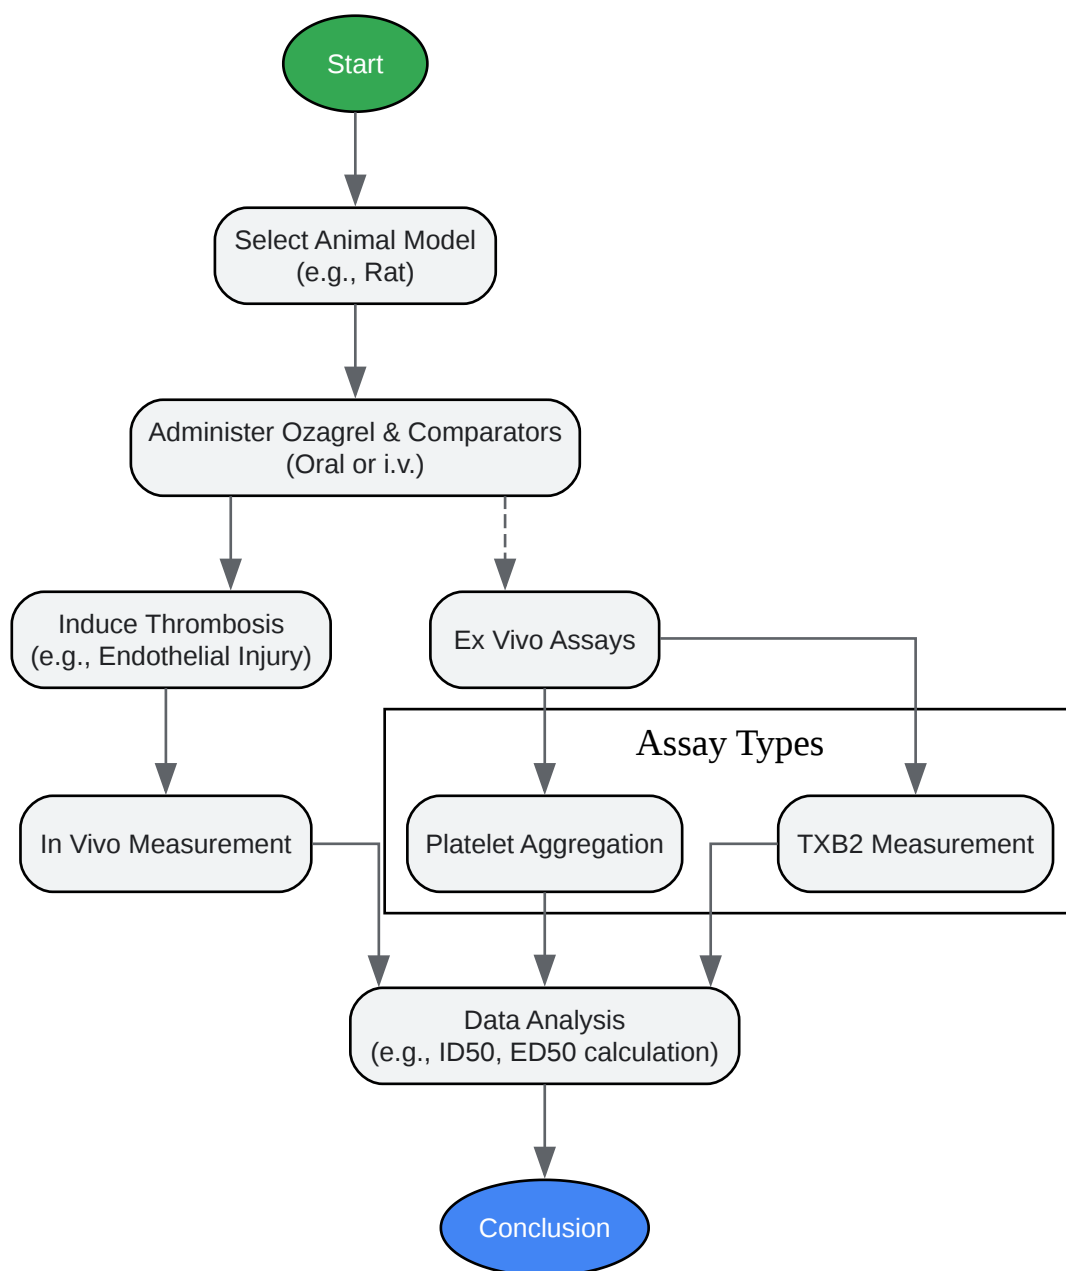 Start
Select Animal Model
(e.g., Rat)
Administer Ozagrel & Comparators
(Oral or i.v.)
Induce Thrombosis
(e.g., Endothelial Injury)
Ex Vivo Assays
Assay Types
In Vivo Measurement
Platelet Aggregation
TXB2 Measurement
Data Analysis
(e.g., ID50, ED50 calculation)
Conclusion